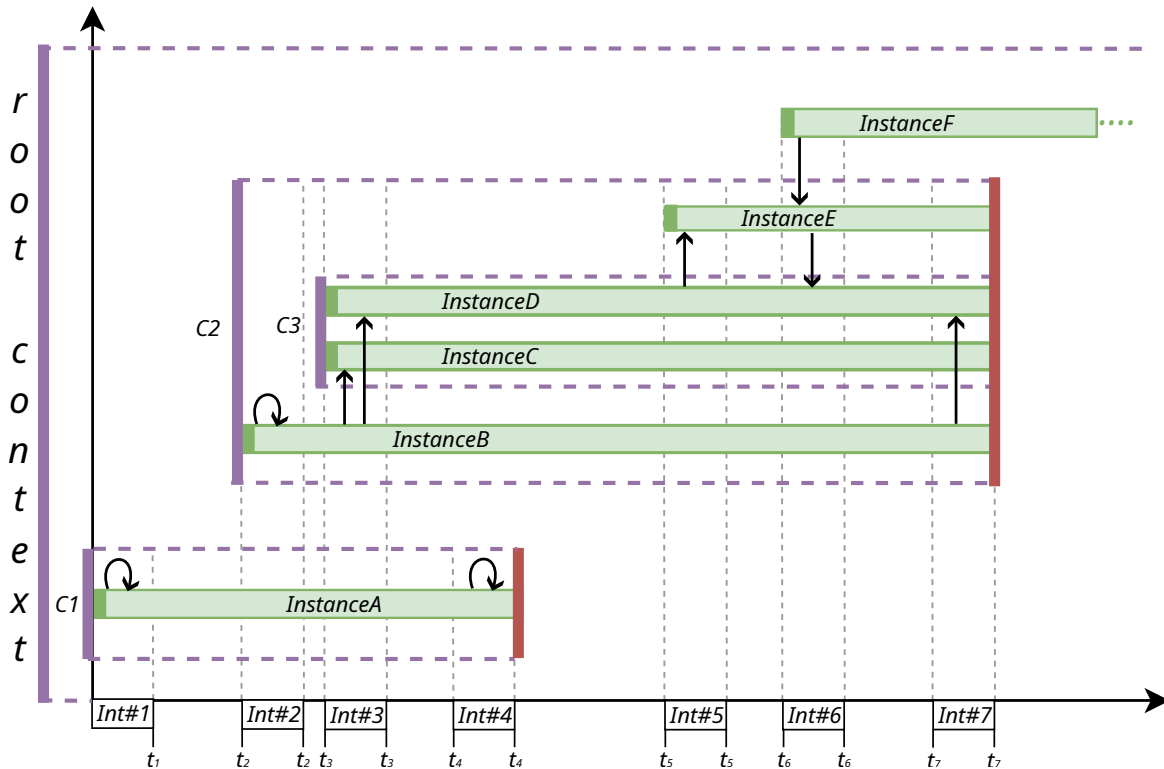 root context
InstanceF
InstanceE
InstanceD
C2
C3
InstanceC
InstanceB
C1
InstanceA
Int#1 Int#2 Int#3 Int#4 Int#5 Int#6 Int#7
t₁ t₂ t₂ t₃ t₃ t₄ t₄ t₅ t₅ t₆ t₆ t₇ t₇